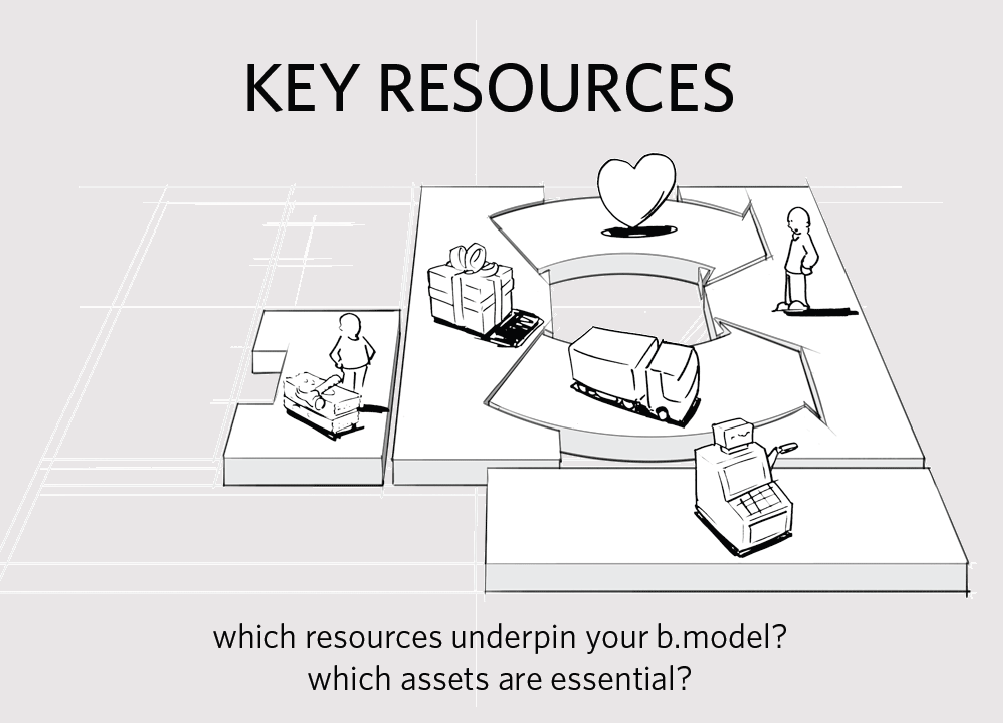 KEY RESOURCES
which resources underpin your b.model?
which assets are essential?